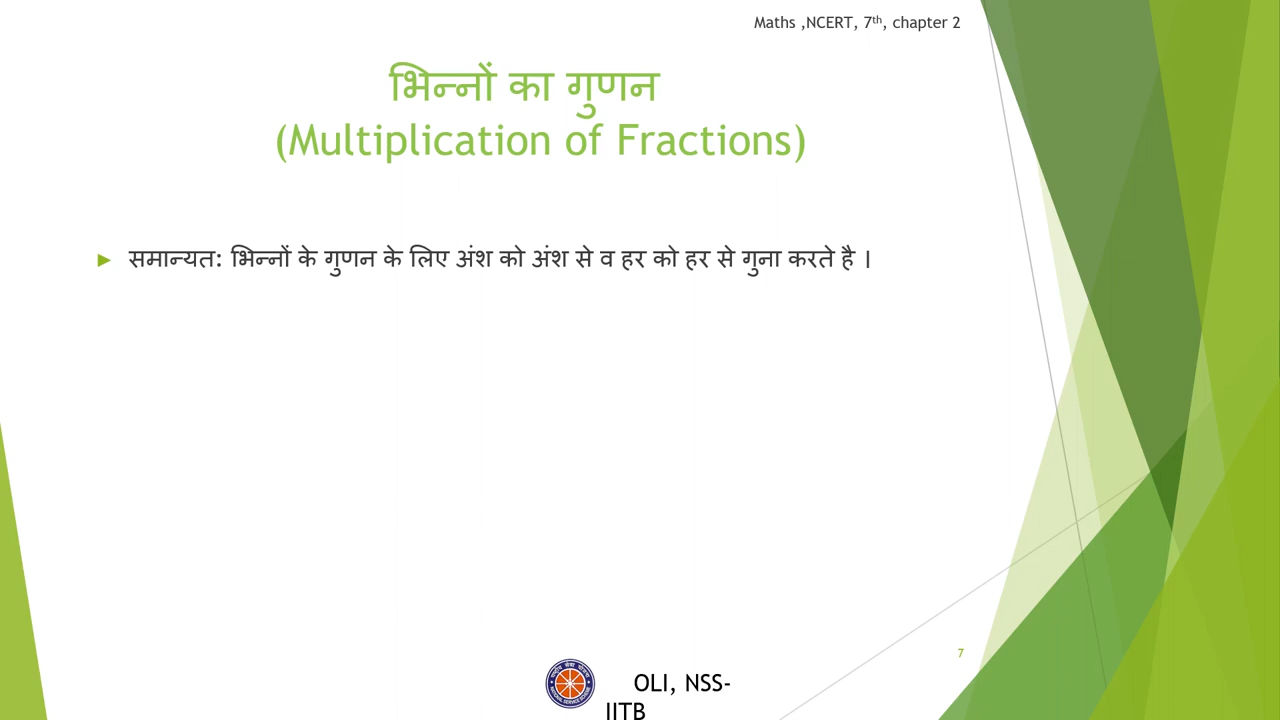 Maths ,NCERT, 7th, chapter 2
भिन्नों का गुणन
(Multiplication of Fractions)
► समान्यत: भिन्नों के गुणन के लिए अंश को अंश से व हर को हर से गुना करते है ।
7
OLI, NSS-
IITB